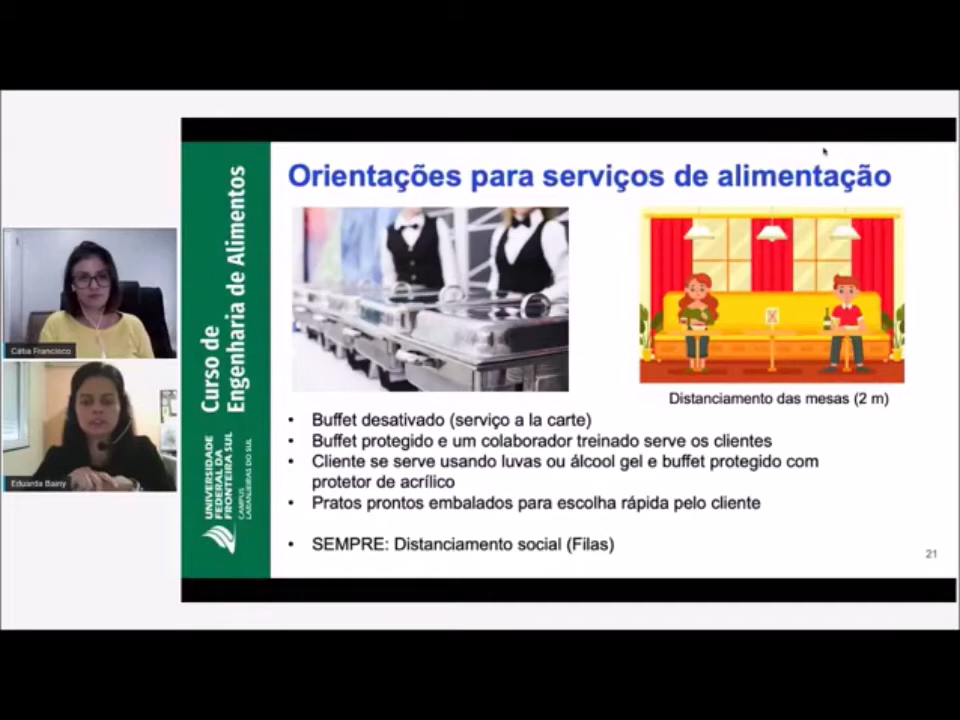 Orientações para serviços de alimentação
Curso de
Engenharia de Alimentos
UNIVERSIDADE
FEDERAL DA
FRONTEIRA SUL
CAMPUS
LARANJEIRAS DO SUL
Distanciamento das mesas (2 m)
• Buffet desativado (serviço a la carte)
• Buffet protegido e um colaborador treinado serve os clientes
• Cliente se serve usando luvas ou álcool gel e buffet protegido com
protetor de acrílico
• Pratos prontos embalados para escolha rápida pelo cliente
• SEMPRE: Distanciamento social (Filas)
21
Cátia Francisco
Eduarda Bainy